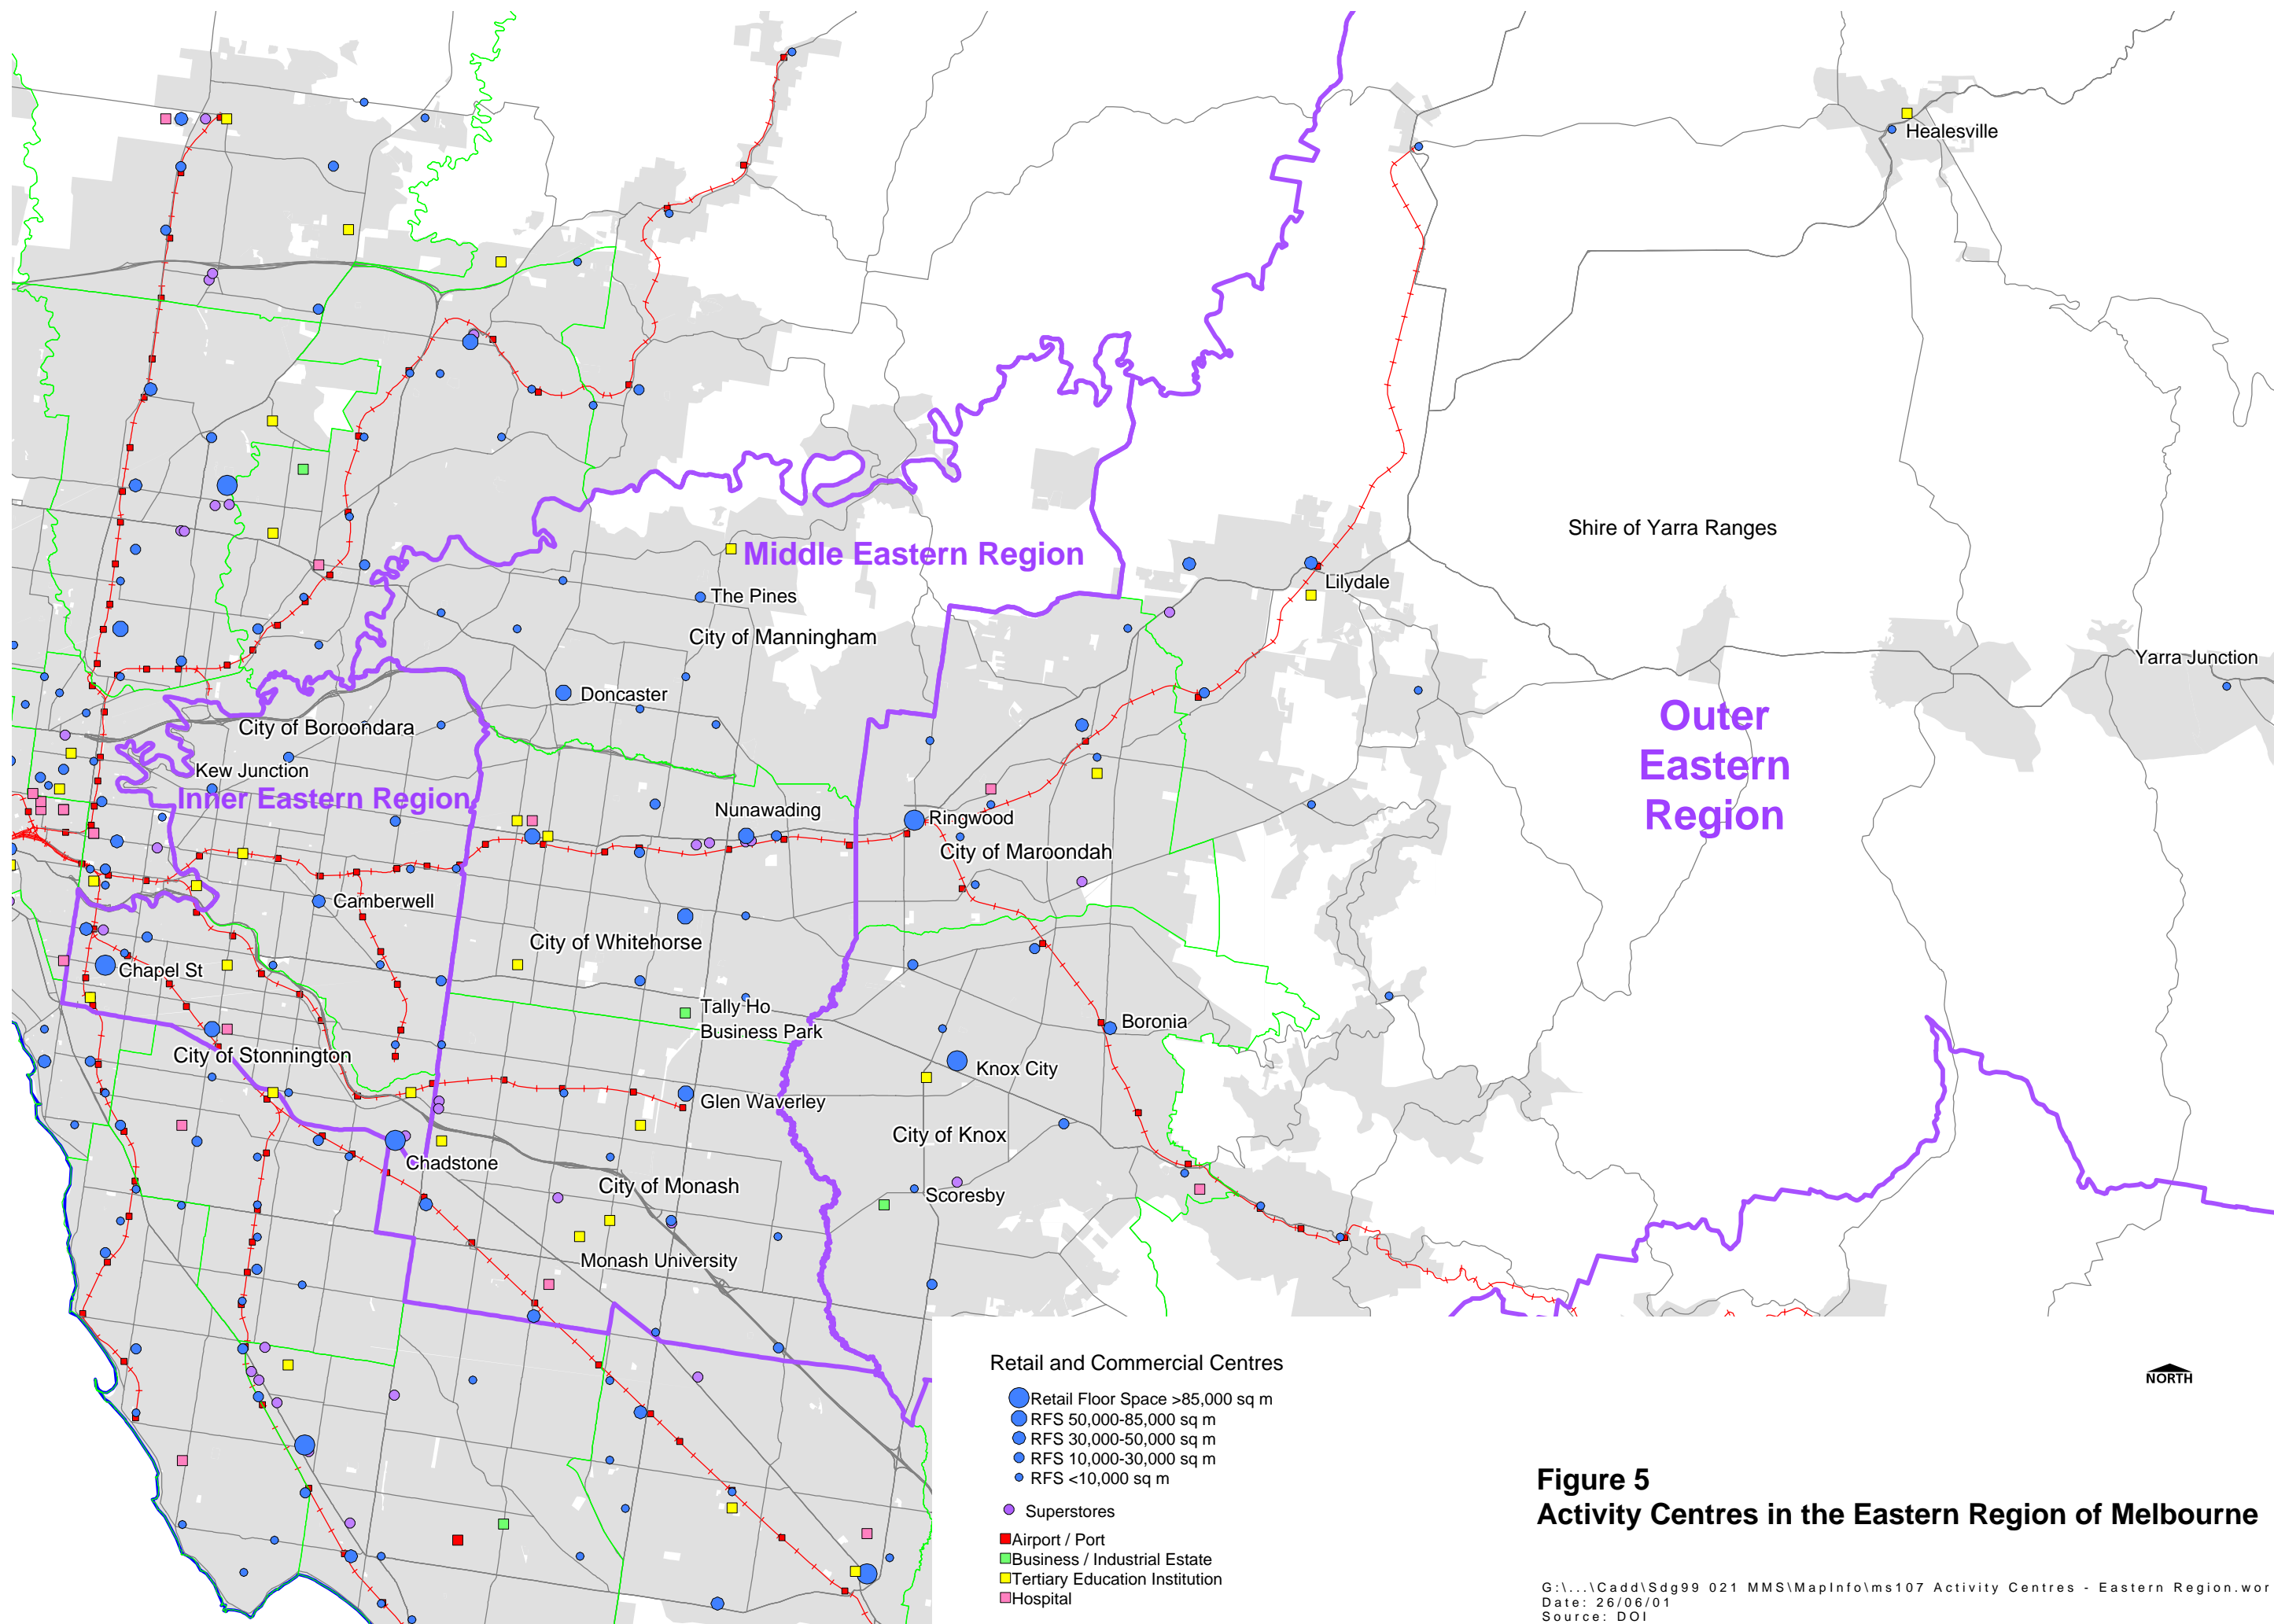 Healesville
Shire of Yarra Ranges
Middle Eastern Region
Lilydale
The Pines
City of Manningham
Yarra Junction
Doncaster
Outer
Eastern
Region
City of Boroondara
Kew Junction
Inner Eastern Region
Nunawading
Ringwood
City of Maroondah
Camberwell
City of Whitehorse
Chapel St
Tally Ho
Business Park
Boronia
City of Stonnington
Knox City
Glen Waverley
City of Knox
Chadstone
City of Monash
Scoresby
Monash University
Retail and Commercial Centres
Retail Floor Space >85,000 sq m
RFS 50,000-85,000 sq m
RFS 30,000-50,000 sq m
RFS 10,000-30,000 sq m
RFS <10,000 sq m
Superstores
Airport / Port
Business / Industrial Estate
Tertiary Education Institution
Hospital
NORTH
Figure 5
Activity Centres in the Eastern Region of Melbourne
G:\...\Cadd\Sdg99 021 MMS\MapInfo\ms107 Activity Centres - Eastern Region.wor
Date: 26/06/01
Source: DOI